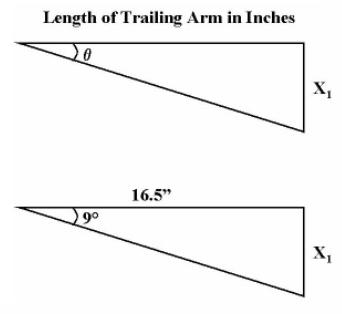 Length of Trailing Arm in Inches
θ
X₁
16.5”
9°
X₁